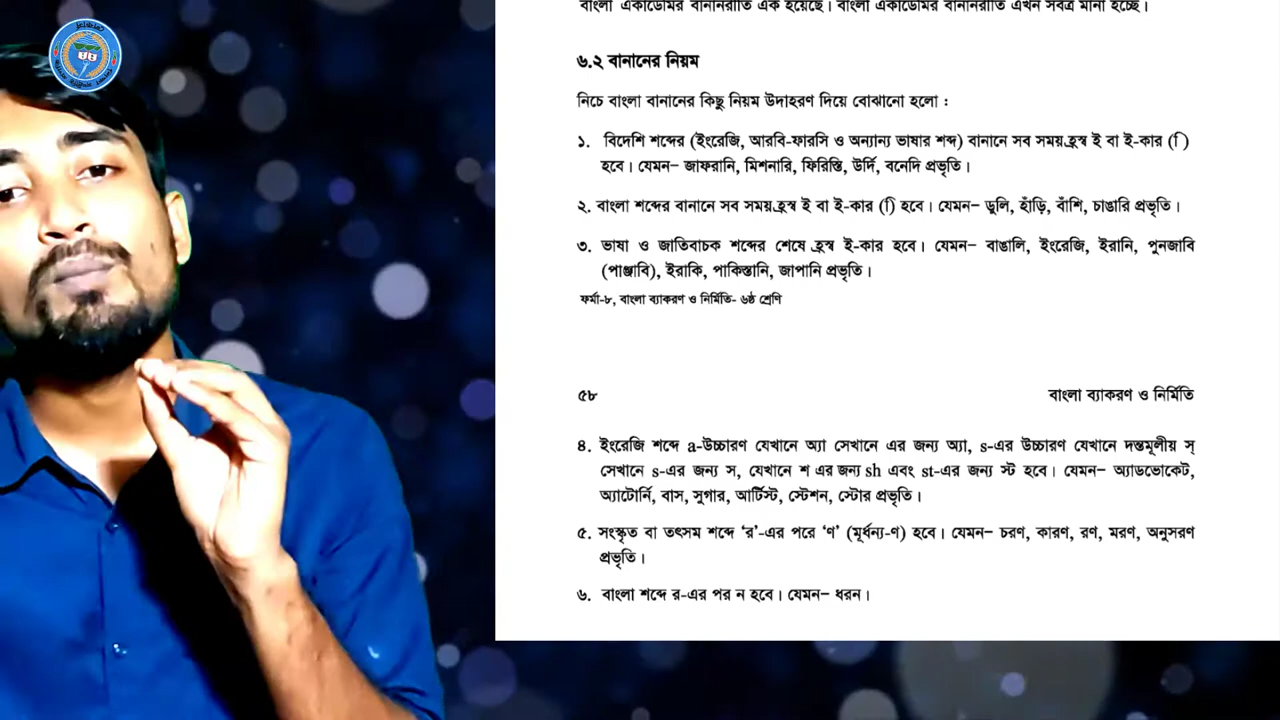 বাংলা একাডেমির বানানরীতি এক হয়েছে। বাংলা একাডেমির বানানরীতি এখন সর্বত্র মানা হচ্ছে।
৬.২ বানানের নিয়ম
নিচে বাংলা বানানের কিছু নিয়ম উদাহরণ দিয়ে বোঝানো হলো :
১. বিদেশি শব্দের (ইংরেজি, আরবি-ফারসি ও অন্যান্য ভাষার শব্দ) বানানে সব সময় হ্রস্ব ই বা ই-কার (ি)
হবে। যেমন– জাফরানি, মিশনারি, ফিরিস্তি, উর্দি, বনেদি প্রভৃতি।
২. বাংলা শব্দের বানানে সব সময় হ্রস্ব ই বা ই-কার (ি) হবে। যেমন– ডুলি, হাঁড়ি, বাঁশি, চাঙারি প্রভৃতি।
৩. ভাষা ও জাতিবাচক শব্দের শেষে হ্রস্ব ই-কার হবে। যেমন– বাঙালি, ইংরেজি, ইরানি, পুনজাবি
(পাঞ্জাবি), ইরাকি, পাকিস্তানি, জাপানি প্রভৃতি।
ফর্মা-৮, বাংলা ব্যাকরণ ও নির্মিতি- ৬ষ্ঠ শ্রেণি
৫৮ বাংলা ব্যাকরণ ও নির্মিতি
৪. ইংরেজি শব্দে a-উচ্চারণ যেখানে অ্যা সেখানে এর জন্য অ্যা, s-এর উচ্চারণ যেখানে দন্তমূলীয় স্
সেখানে s-এর জন্য স, যেখানে শ এর জন্য sh এবং st-এর জন্য স্ট হবে। যেমন– অ্যাডভোকেট,
অ্যাটোর্নি, বাস, সুগার, আর্টিস্ট, স্টেশন, স্টোর প্রভৃতি।
৫. সংস্কৃত বা তৎসম শব্দে ‘র’-এর পরে ‘ণ’ (মূর্ধন্য-ণ) হবে। যেমন– চরণ, কারণ, রণ, মরণ, অনুসরণ
প্রভৃতি।
৬. বাংলা শব্দে র-এর পর ন হবে। যেমন– ধরন।